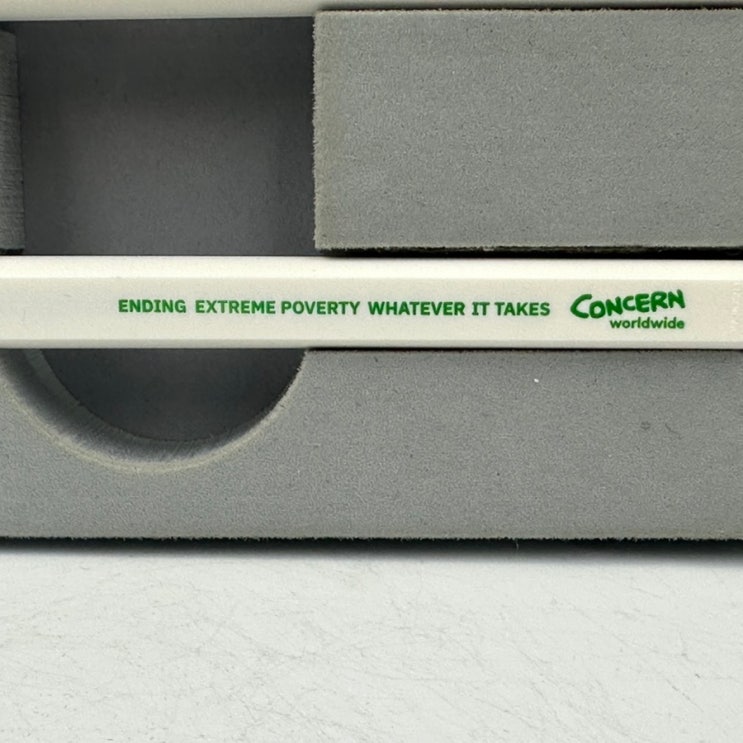 ENDING EXTREME POVERTY WHATEVER IT TAKES
CONCERN
worldwide